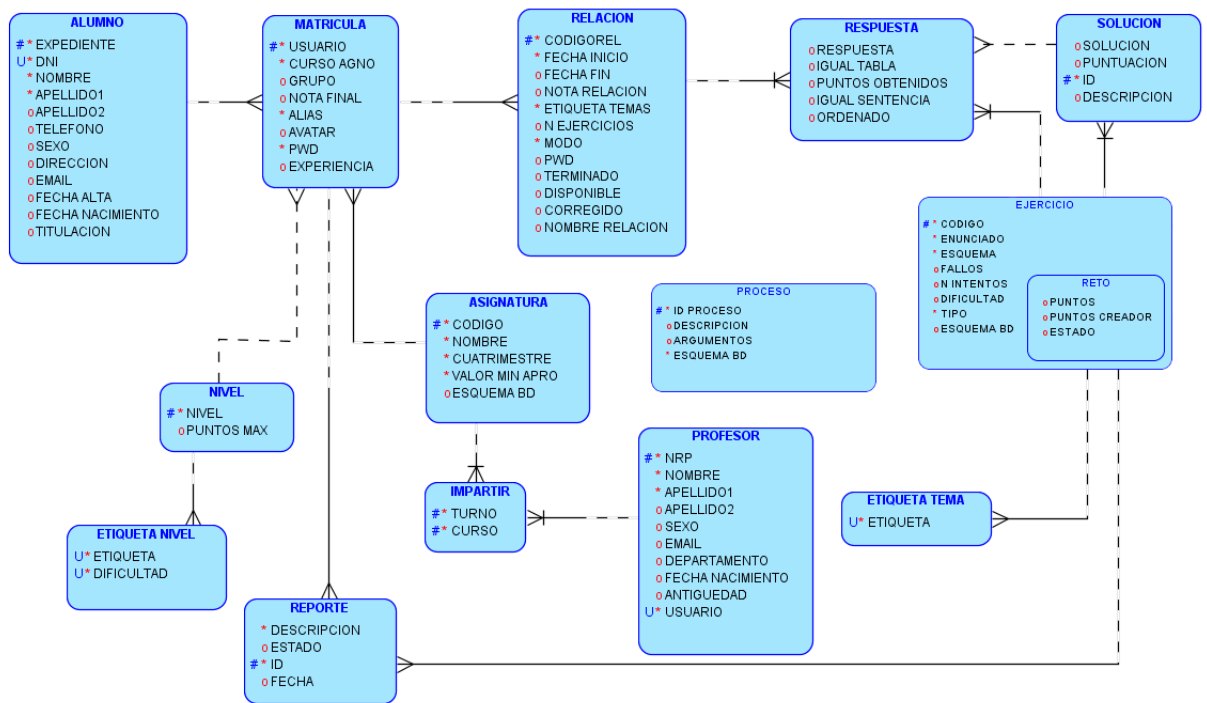 ALUMNO
# * EXPEDIENTE
U * DNI
* NOMBRE
* APELLIDO1
o APELLIDO2
o TELEFONO
o SEXO
o DIRECCION
o EMAIL
o FECHA ALTA
o FECHA NACIMIENTO
o TITULACION
MATRICULA
# * USUARIO
* CURSO AGNO
o GRUPO
o NOTA FINAL
* ALIAS
o AVATAR
* PWD
o EXPERIENCIA
RELACION
# * CODIGOREL
* FECHA INICIO
o FECHA FIN
o NOTA RELACION
* ETIQUETA TEMAS
o N EJERCICIOS
* MODO
o PWD
o TERMINADO
o DISPONIBLE
o CORREGIDO
o NOMBRE RELACION
RESPUESTA
o RESPUESTA
o IGUAL TABLA
o PUNTOS OBTENIDOS
o IGUAL SENTENCIA
o ORDENADO
SOLUCION
o SOLUCION
o PUNTUACION
# * ID
o DESCRIPCION
EJERCICIO
# * CODIGO
* ENUNCIADO
* ESQUEMA
o FALLOS
o N INTENTOS
o DIFICULTAD
* TIPO
o ESQUEMA BD
RETO
o PUNTOS
o PUNTOS CREADOR
o ESTADO
PROCESO
# * ID PROCESO
o DESCRIPCION
o ARGUMENTOS
* ESQUEMA BD
ASIGNATURA
# * CODIGO
* NOMBRE
* CUATRIMESTRE
* VALOR MIN APRO
o ESQUEMA BD
NIVEL
# * NIVEL
o PUNTOS MAX
PROFESOR
# * NRP
* NOMBRE
* APELLIDO1
o APELLIDO2
o SEXO
o EMAIL
o DEPARTAMENTO
o FECHA NACIMIENTO
o ANTIGUEDAD
U * USUARIO
IMPARTIR
# * TURNO
# * CURSO
ETIQUETA TEMA
U * ETIQUETA
ETIQUETA NIVEL
U * ETIQUETA
U * DIFICULTAD
REPORTE
* DESCRIPCION
o ESTADO
# * ID
o FECHA